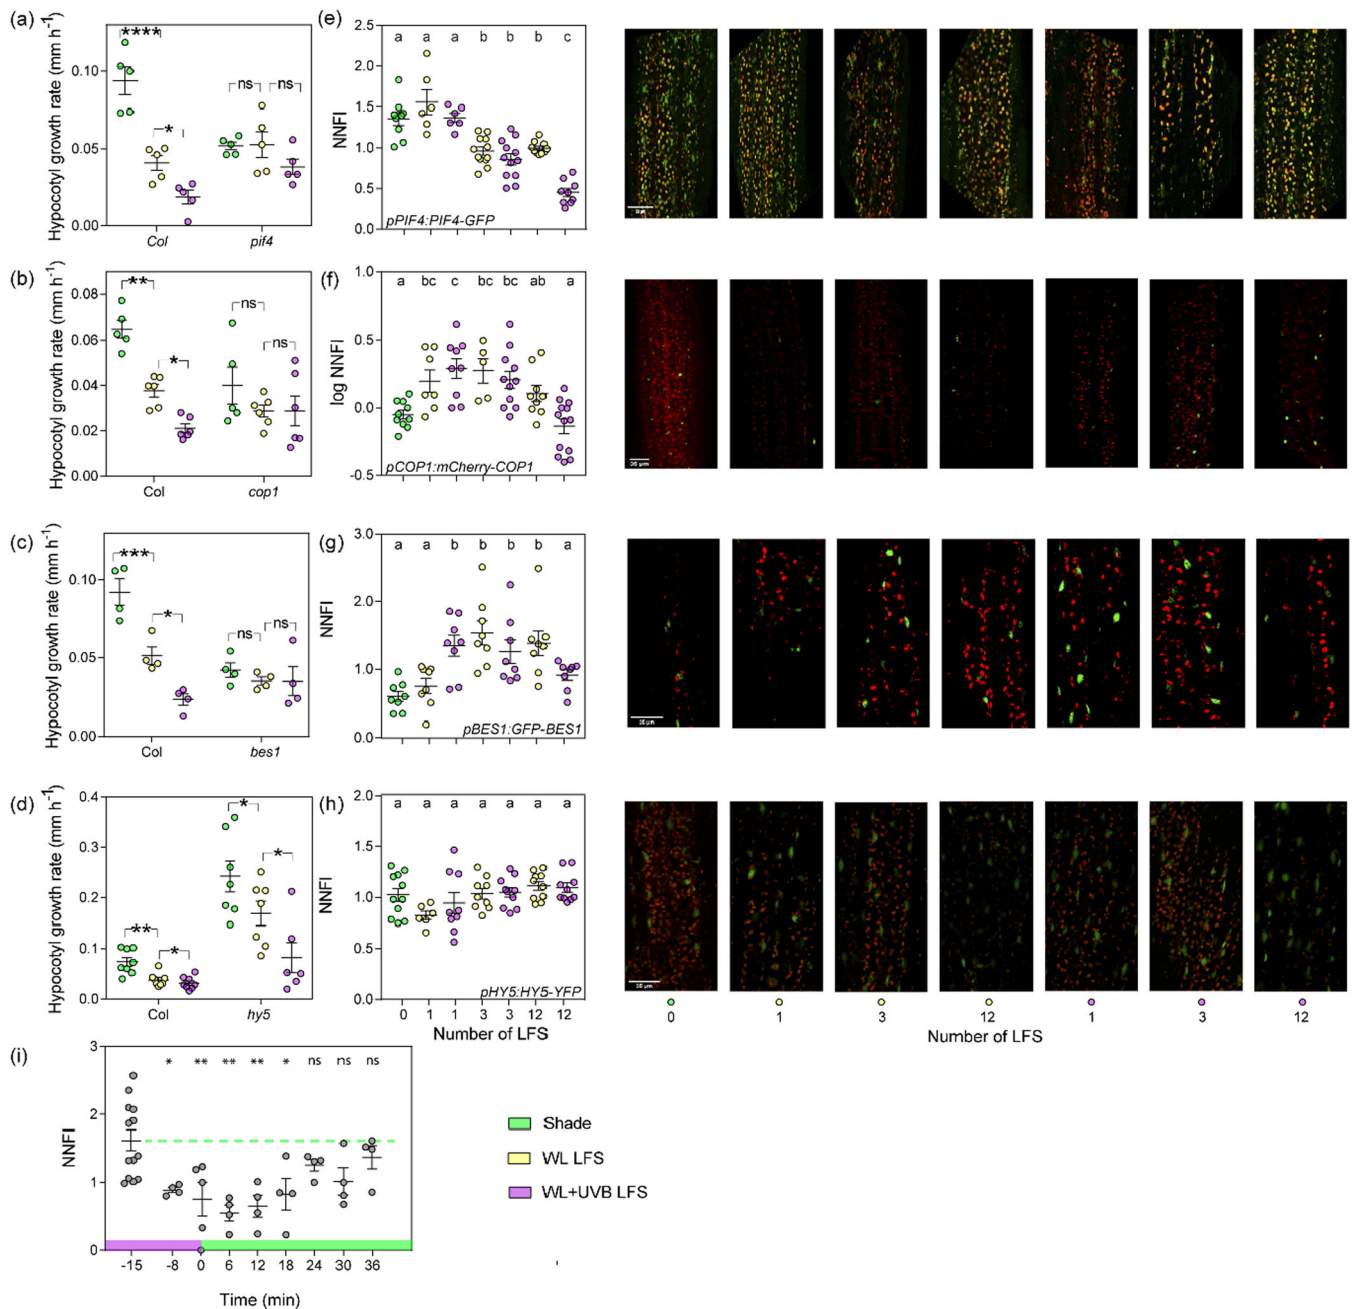 (a)
Hypocotyl growth rate (mm h⁻¹)
0.10
0.05
0.00
****
*
ns
ns
Col
pif4
(e)
NNFI
2.5
2.0
1.5
1.0
0.5
0.0
a a a b b b c
pPIF4:PIF4-GFP
(b)
Hypocotyl growth rate (mm h⁻¹)
0.08
0.06
0.04
0.02
0.00
**
*
ns
ns
Col
cop1
(f)
log NNFI
1.0
0.5
0.0
-0.5
a bc c bc bc ab a
pCOP1:mCherry-COP1
35 µm
(c)
Hypocotyl growth rate (mm h⁻¹)
0.10
0.05
0.00
***
*
ns
ns
Col
bes1
(g)
NNFI
3.0
2.0
1.0
0.0
a a b b b b a
pBES1:GFP-BES1
35 µm
(d)
Hypocotyl growth rate (mm h⁻¹)
0.4
0.3
0.2
0.1
0.0
**
*
*
*
Col
hy5
(h)
NNFI
2.0
1.5
1.0
0.5
0.0
a a a a a a a
pHY5:HY5-YFP
0 1 1 3 3 12 12
Number of LFS
35 µm
0 1 3 12 1 3 12
Number of LFS
(i)
NNFI
3
2
1
0
* ** ** ** * ns ns ns
-15 -8 0 6 12 18 24 30 36
Time (min)
Shade
WL LFS
WL+UVB LFS